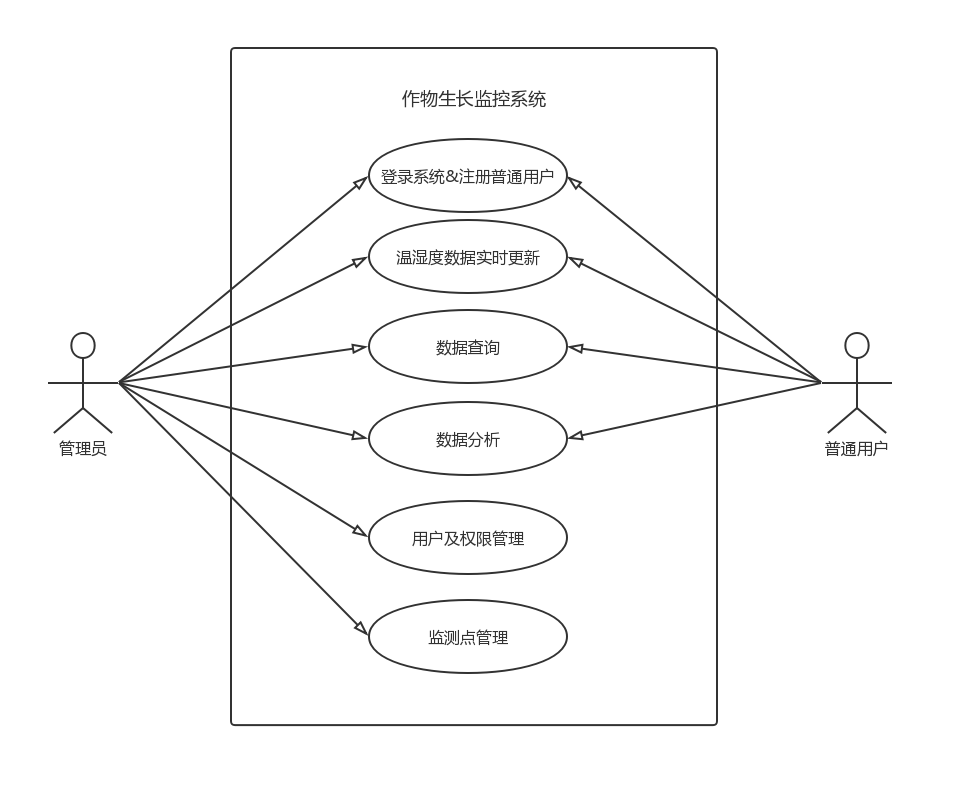 作物生长监控系统
登录系统&注册普通用户
温湿度数据实时更新
数据查询
数据分析
管理员
普通用户
用户及权限管理
监测点管理